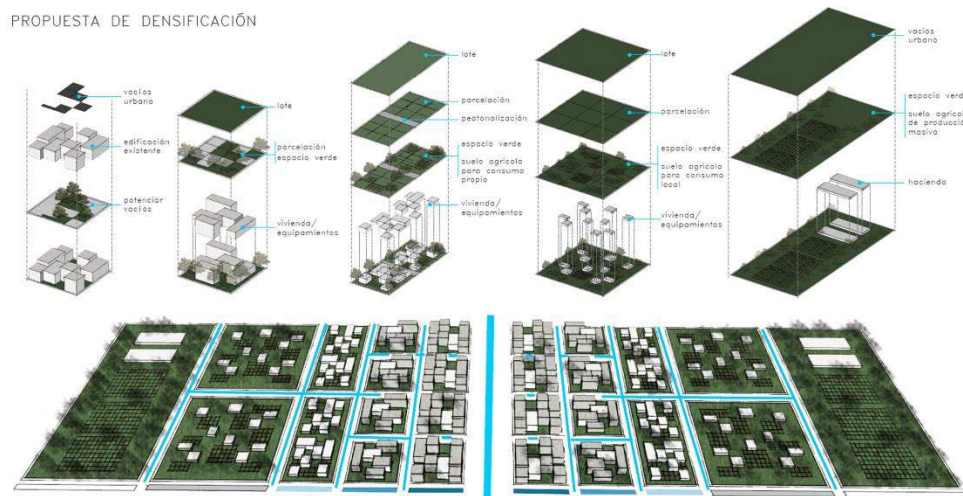 PROPUESTA DE DENSIFICACIÓN
vacíos
urbano
edificación
existente
potenciar
vacíos
lote
parcelación
espacio verde
vivienda/
equipamientos
lote
parcelación
peatonalización
espacio verde
suelo agrícola
para consumo
propio
vivienda/
equipamientos
lote
parcelación
espacio verde
suelo agrícola
para consumo
local
vivienda/
equipamientos
vacíos
urbano
espacio verde
suelo agrícola
de producción
masiva
hacienda